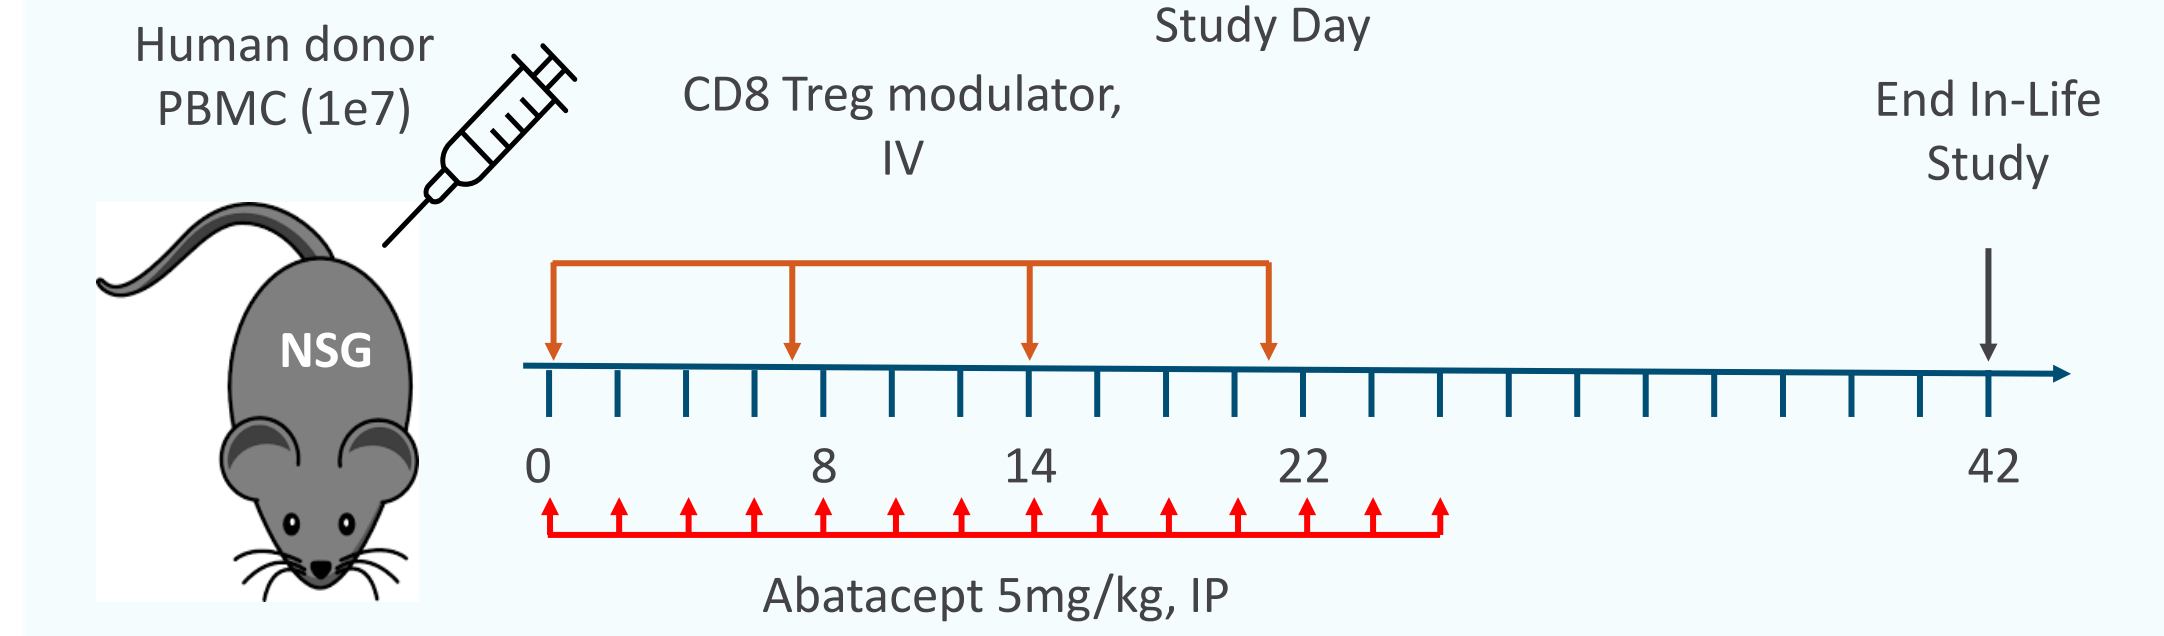 Human donor
PBMC (1e7)
Study Day
CD8 Treg modulator,
IV
End In-Life
Study
NSG
0 8 14 22 42
Abatacept 5mg/kg, IP